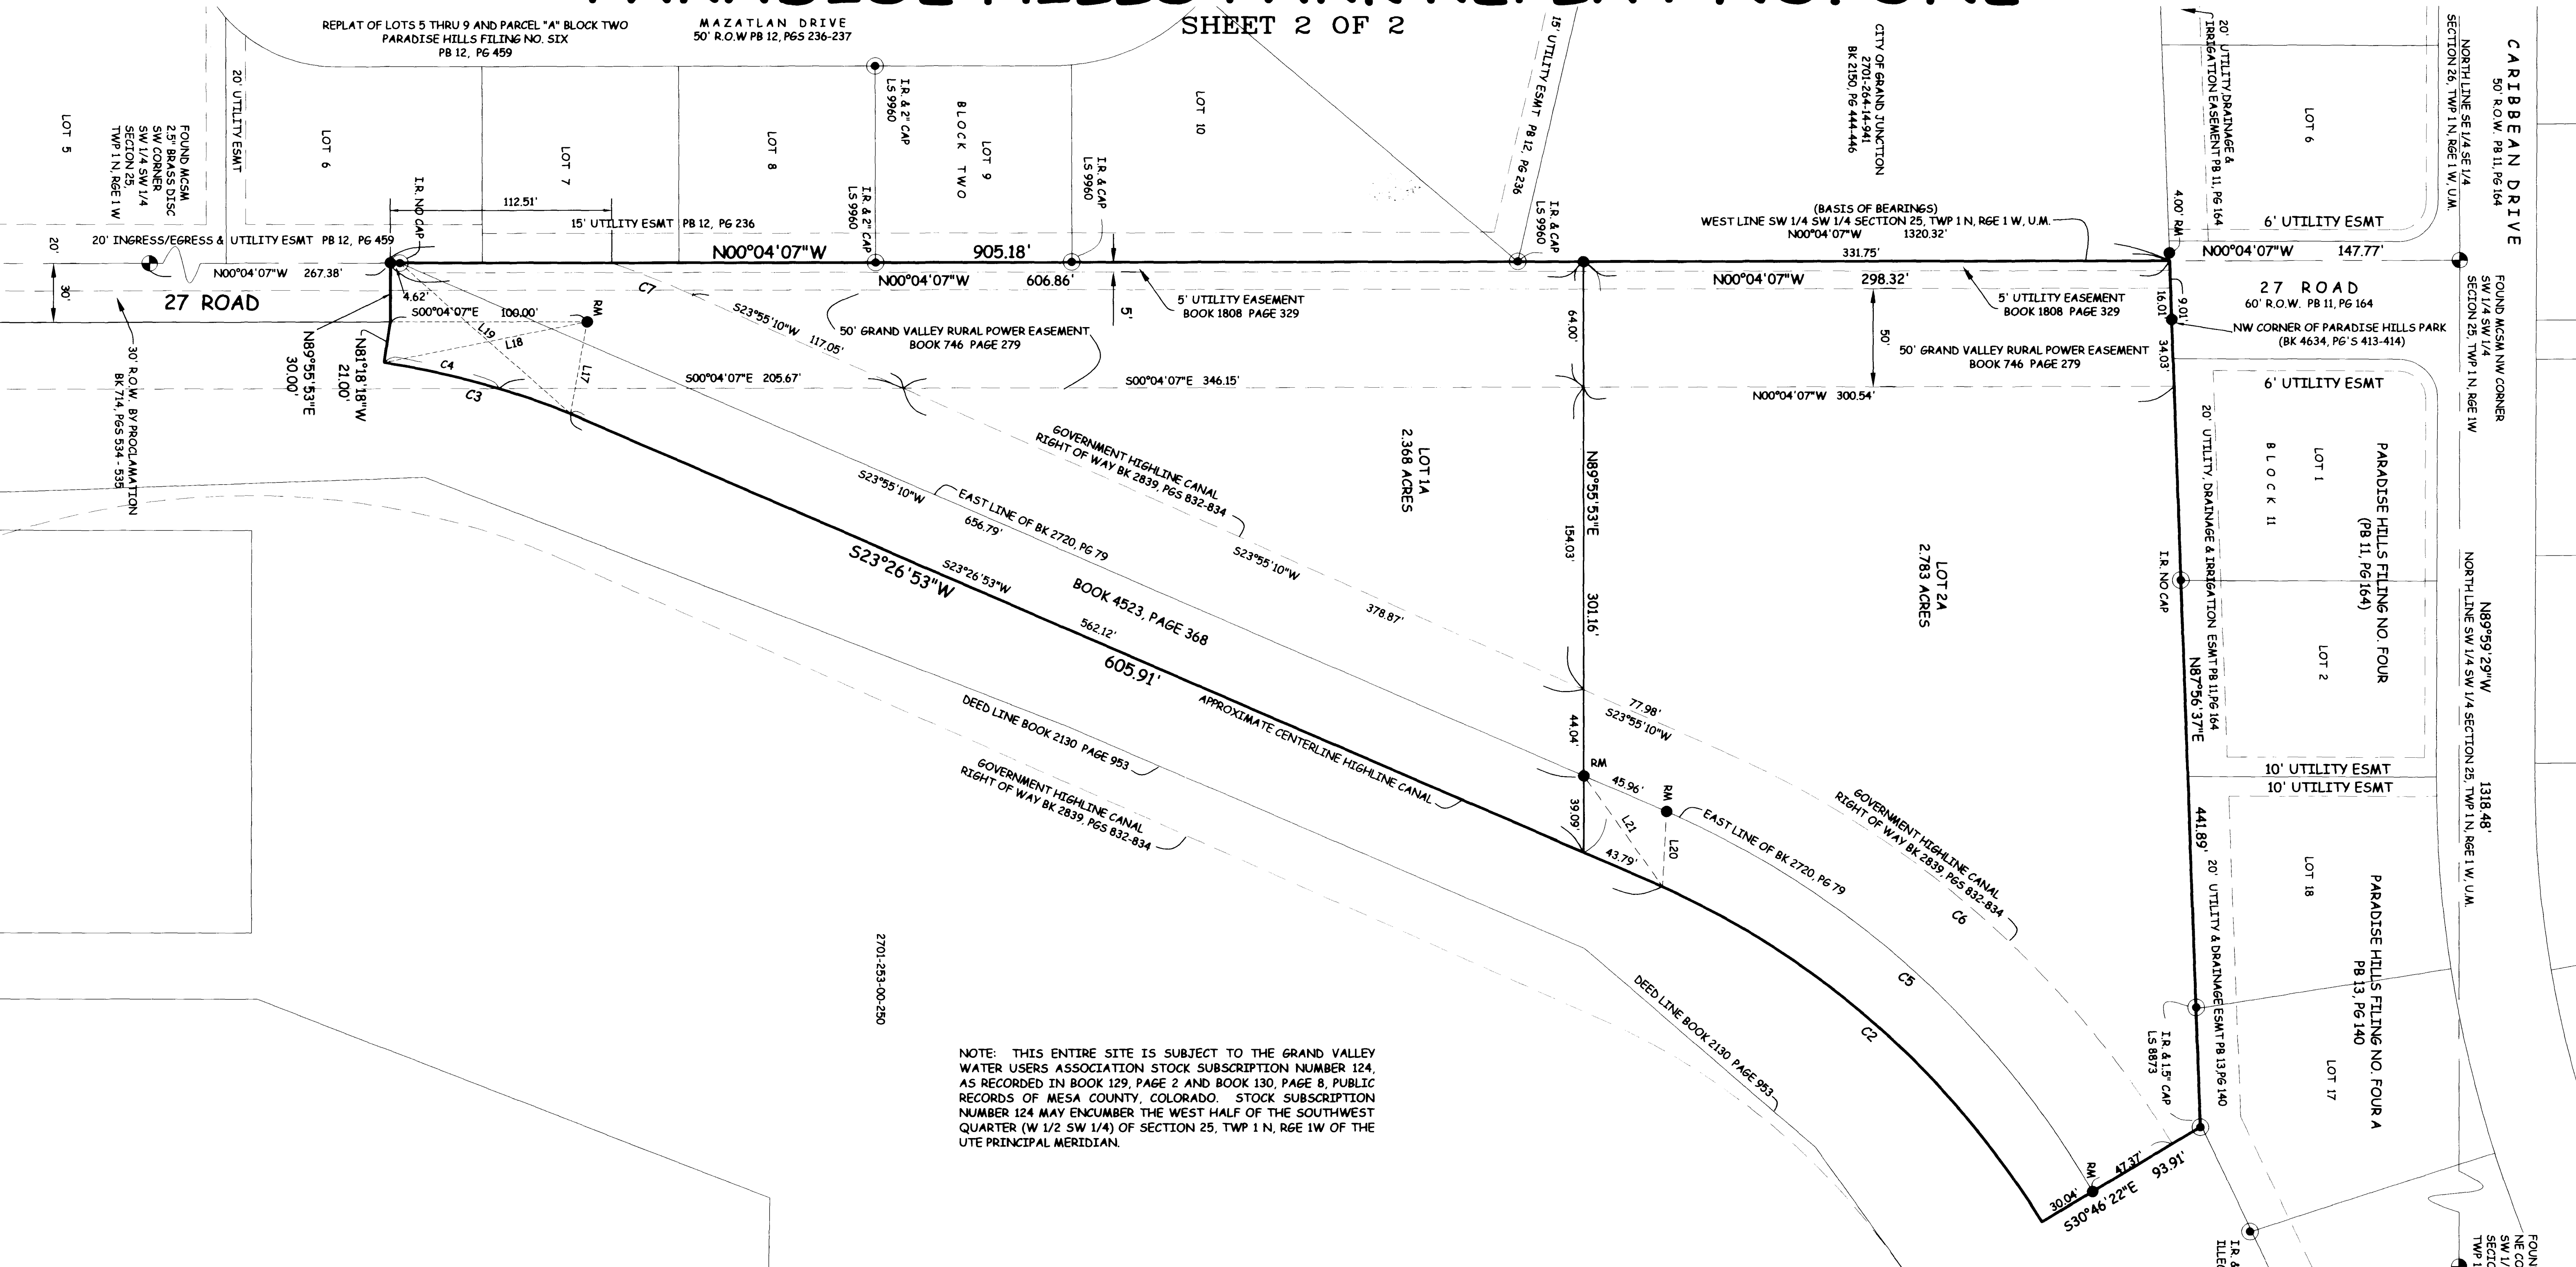 SHEET 2 OF 2
REPLAT OF LOTS 5 THRU 9 AND PARCEL "A" BLOCK TWO
PARADISE HILLS FILING NO. SIX
PB 12, PG 459
MAZATLAN DRIVE
50' R.O.W PB 12, PGS 236-237
20' UTILITY ESMT
LOT 5
FOUND MCSM
2.5" BRASS DISC
SW CORNER
SW 1/4 SW 1/4
SECION 25,
TWP 1 N, RGE 1 W
LOT 6
LOT 7
LOT 8
I.R. & 2" CAP
LS 9960
BLOCK TWO
LOT 9
LOT 10
I.R. & CAP
LS 9960
I.R. & 2" CAP
LS 9960
I.R. NO CAP
112.51'
15' UTILITY ESMT PB 12, PG 236
15' UTILITY ESMT PB 12, PG 236
I.R. & CAP
LS 9960
CITY OF GRAND JUNCTION
2701-264-14-941
BK 2150, PG 444-446
(BASIS OF BEARINGS)
WEST LINE SW 1/4 SW 1/4 SECTION 25, TWP 1 N, RGE 1 W, U.M.
N00°04'07"W 1320.32'
331.75'
20' UTILITY,DRAINAGE &
IRRIGATION EASEMENT PB 11, PG 164
4.00' RM
LOT 6
6' UTILITY ESMT
NORTH LINE SE 1/4 SE 1/4
SECTION 26, TWP 1 N, RGE 1 W, U.M.
CARIBBEAN DRIVE
50' R.O.W. PB 11,PG 164
N00°04'07"W 147.77'
FOUND MCSM NW CORNER
SW 1/4 SW 1/4
SECION 25, TWP 1 N, RGE 1W
20'
20' INGRESS/EGRESS & UTILITY ESMT PB 12, PG 459
N00°04'07"W 267.38'
30'
27 ROAD
30' R.O.W. BY PROCLAMATION
BK 714, PGS 534 - 535
N00°04'07"W 905.18'
N00°04'07"W 606.86'
N00°04'07"W 298.32'
4.62'
S00°04'07"E 100.00'
RM
C7
S23°55'10"W 117.05'
L19
L18
L17
C4
C3
N89°55'53"E
30.00'
N81°18'18"W
21.00'
50' GRAND VALLEY RURAL POWER EASEMENT
BOOK 746 PAGE 279
5'
5' UTILITY EASEMENT
BOOK 1808 PAGE 329
S00°04'07"E 205.67'
S00°04'07"E 346.15'
64.00'
5' UTILITY EASEMENT
BOOK 1808 PAGE 329
50'
50' GRAND VALLEY RURAL POWER EASEMENT
BOOK 746 PAGE 279
N00°04'07"W 300.54'
16.01
9.01'
34.03'
27 ROAD
60' R.O.W. PB 11, PG 164
NW CORNER OF PARADISE HILLS PARK
(BK 4634, PG'S 413-414)
6' UTILITY ESMT
BLOCK 11
LOT 1
LOT 2
PARADISE HILLS FILING NO. FOUR
(PB 11, PG 164)
20' UTILITY, DRAINAGE & IRRIGATION ESMT PB 11,PG 164
I.R. NO CAP
N87°56'37"E 441.89'
N89°59'29"W 1318.48'
NORTH LINE SW 1/4 SW 1/4 SECTION 25, TWP 1 N, RGE 1 W, U.M.
10' UTILITY ESMT
10' UTILITY ESMT
LOT 18
LOT 17
PARADISE HILLS FILING NO. FOUR A
PB 13, PG 140
20' UTILITY & DRAINAGE ESMT PB 13,PG 140
I.R. & 1.5" CAP
LS 8873
GOVERNMENT HIGHLINE CANAL
RIGHT OF WAY BK 2839, PGS 832-834
S23°55'10"W 378.87'
LOT 1A
2.368 ACRES
LOT 2A
2.783 ACRES
N89°55'53"E 301.16'
154.03'
44.04'
39.09'
S23°55'10"W
656.79'
EAST LINE OF BK 2720, PG 79
BOOK 4523, PAGE 368
S23°26'53"W 605.91'
S23°26'53"W
562.12'
APPROXIMATE CENTERLINE HIGHLINE CANAL
DEED LINE BOOK 2130 PAGE 953
GOVERNMENT HIGHLINE CANAL
RIGHT OF WAY BK 2839, PGS 832-834
77.98'
S23°55'10"W
RM
45.96'
RM
L21
L20
43.79'
EAST LINE OF BK 2720, PG 79
GOVERNMENT HIGHLINE CANAL
RIGHT OF WAY BK 2839, PGS 832-834
C6
C5
C2
DEED LINE BOOK 2130 PAGE 953
RM
47.37'
30.04'
S30°46'22"E 93.91'
2701-253-00-250
NOTE: THIS ENTIRE SITE IS SUBJECT TO THE GRAND VALLEY
WATER USERS ASSOCIATION STOCK SUBSCRIPTION NUMBER 124,
AS RECORDED IN BOOK 129, PAGE 2 AND BOOK 130, PAGE 8, PUBLIC
RECORDS OF MESA COUNTY, COLORADO. STOCK SUBSCRIPTION
NUMBER 124 MAY ENCUMBER THE WEST HALF OF THE SOUTHWEST
QUARTER (W 1/2 SW 1/4) OF SECTION 25, TWP 1 N, RGE 1W OF THE
UTE PRINCIPAL MERIDIAN.